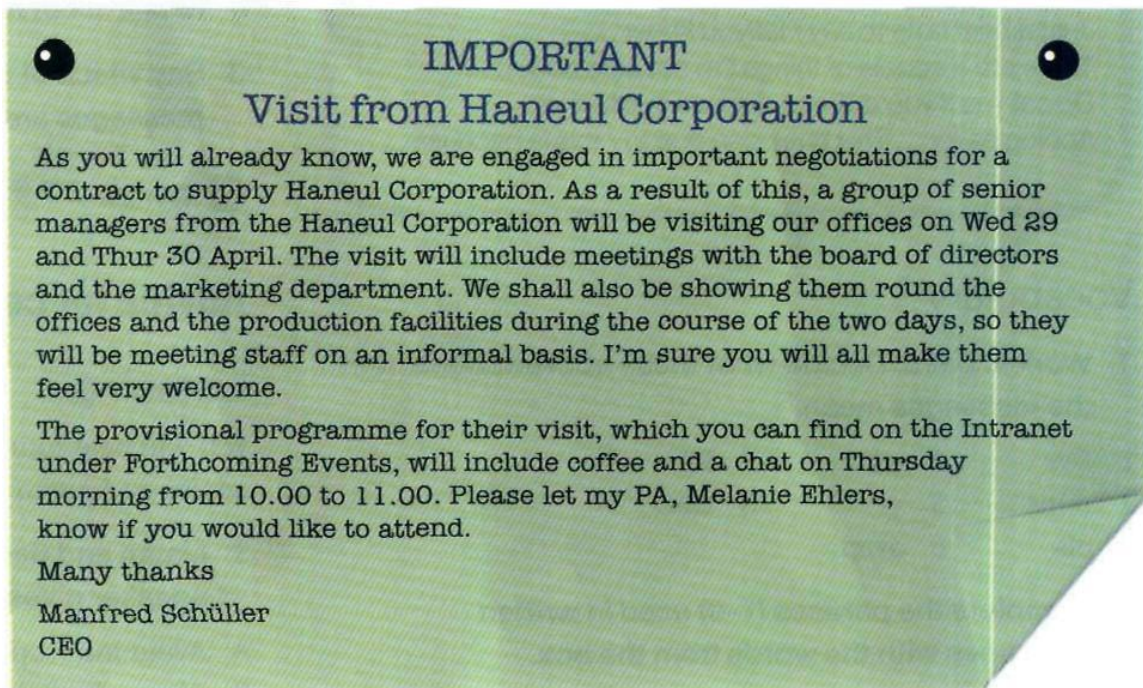 IMPORTANT
Visit from Haneul Corporation
As you will already know, we are engaged in important negotiations for a
contract to supply Haneul Corporation. As a result of this, a group of senior
managers from the Haneul Corporation will be visiting our offices on Wed 29
and Thur 30 April. The visit will include meetings with the board of directors
and the marketing department. We shall also be showing them round the
offices and the production facilities during the course of the two days, so they
will be meeting staff on an informal basis. I'm sure you will all make them
feel very welcome.
The provisional programme for their visit, which you can find on the Intranet
under Forthcoming Events, will include coffee and a chat on Thursday
morning from 10.00 to 11.00. Please let my PA, Melanie Ehlers,
know if you would like to attend.
Many thanks
Manfred Schüller
CEO